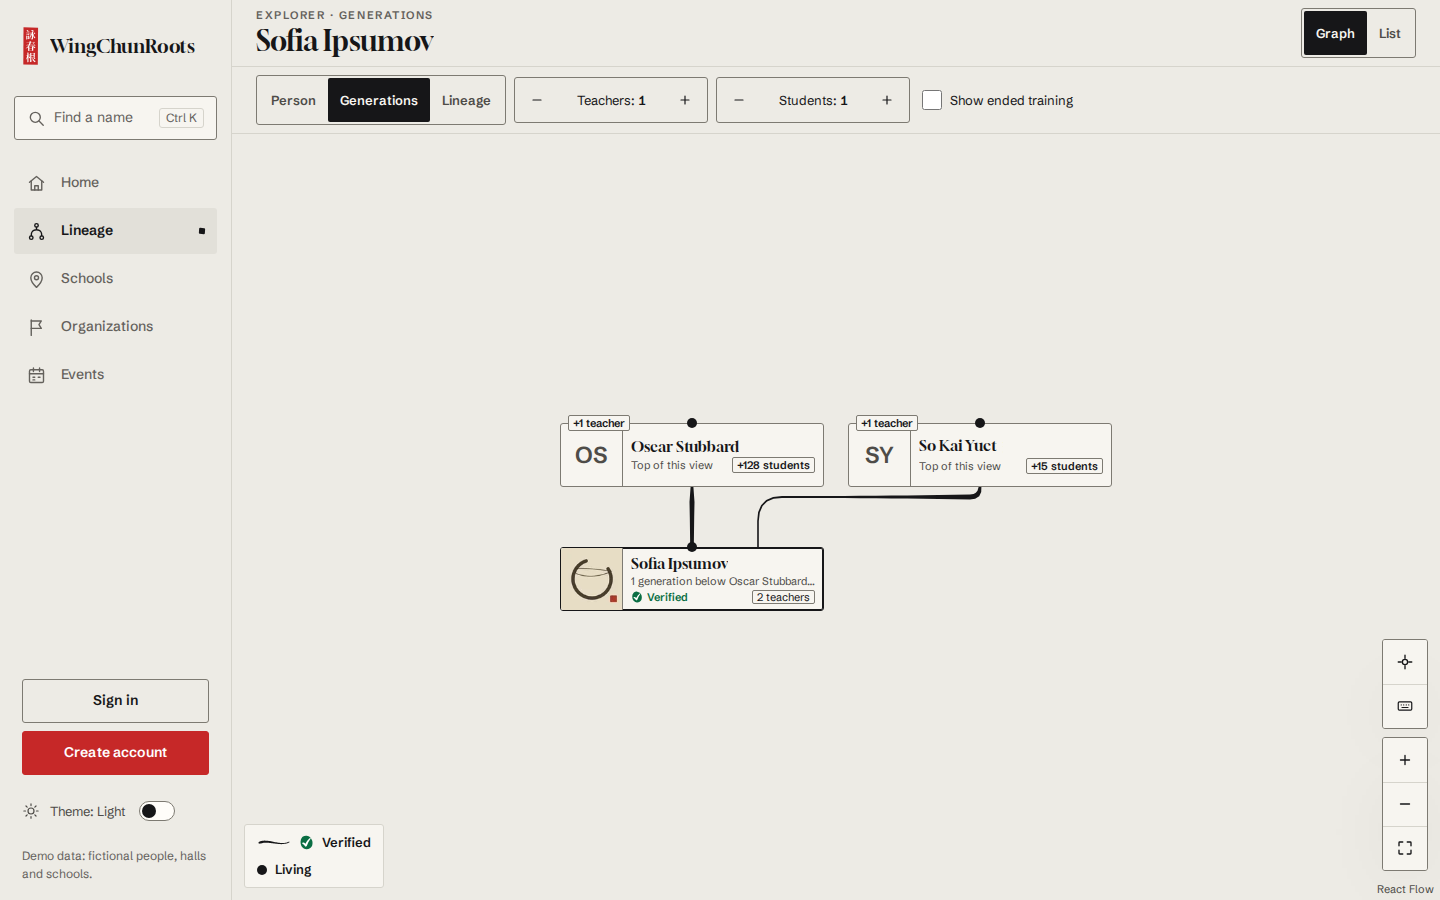 詠春根
WingChunRoots
Find a name
Ctrl K
Home
Lineage
Schools
Organizations
Events
Sign in
Create account
Theme: Light
Demo data: fictional people, halls
and schools.
EXPLORER · GENERATIONS
Sofia Ipsumov
Graph
List
Person
Generations
Lineage
− Teachers: 1 +
− Students: 1 +
Show ended training
+1 teacher
OS
Oscar Stubbard
Top of this view
+128 students
+1 teacher
SY
So Kai Yuet
Top of this view
+15 students
Sofia Ipsumov
1 generation below Oscar Stubbard...
Verified
2 teachers
Verified
Living
React Flow